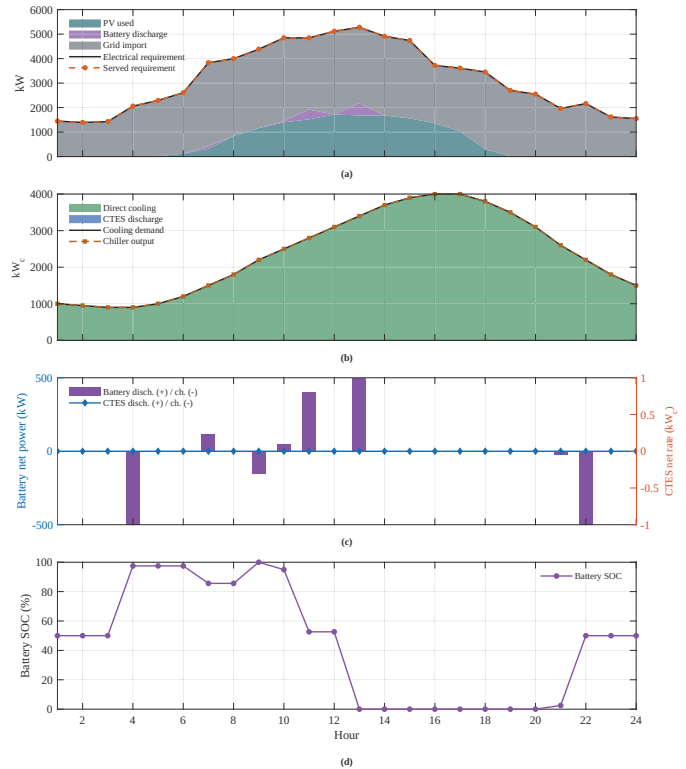 6000
5000
4000
3000
2000
1000
0
kW
PV used
Battery discharge
Grid import
Electrical requirement
Served requirement
(a)
4000
3000
2000
1000
0
kWc
Direct cooling
CTES discharge
Cooling demand
Chiller output
(b)
500
0
-500
Battery net power (kW)
Battery disch. (+) / ch. (-)
CTES disch. (+) / ch. (-)
1
0.5
0
-0.5
-1
CTES net rate (kWc)
(c)
100
80
60
40
20
0
Battery SOC (%)
Battery SOC
2 4 6 8 10 12 14 16 18 20 22 24
Hour
(d)